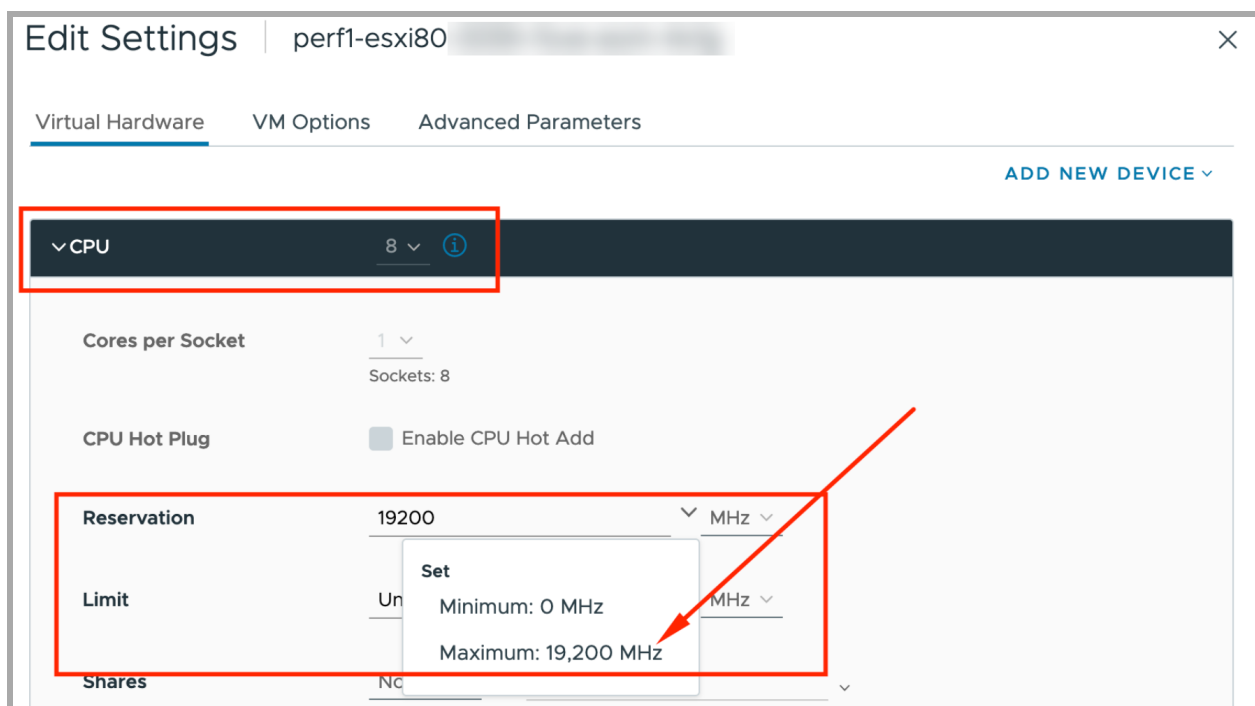 Edit Settings perf1-esxi80
Virtual Hardware VM Options Advanced Parameters
ADD NEW DEVICE
CPU 8
Cores per Socket 1
Sockets: 8
CPU Hot Plug Enable CPU Hot Add
Reservation 19200 MHz
Set
Minimum: 0 MHz
Limit Un MHz
Maximum: 19,200 MHz
Shares No